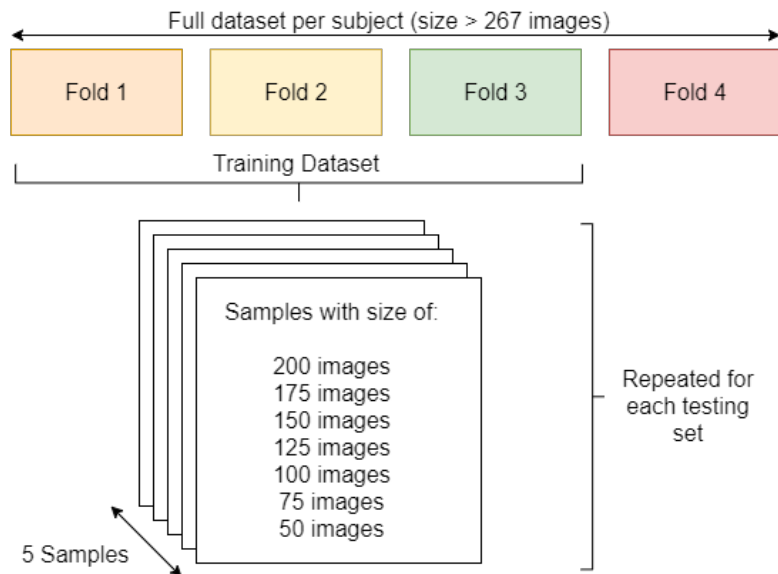 Full dataset per subject (size > 267 images)
Fold 1
Fold 2
Fold 3
Fold 4
Training Dataset
Samples with size of:
200 images
175 images
150 images
125 images
100 images
75 images
50 images
5 Samples
Repeated for
each testing
set